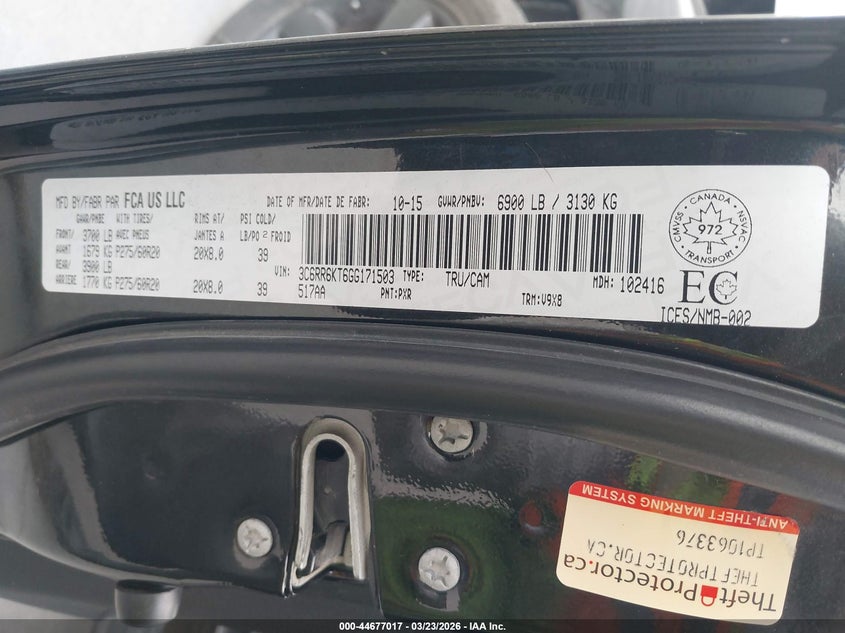 MFD BY/FABR PAR FCA US LLC
DATE OF MFR/DATE DE FABR: 10-15 GVWR/PNBV: 6900 LB / 3130 KG
GAWR/PNBE WITH TIRES/ RIMS AT/ PSI COLD/
FRONT/ 3700 LB AVEC PNEUS JANTES A LB/PO2 FROID
AVANT 1679 KG P275/60R20 20X8.0 39
REAR/ 3900 LB
ARRIERE 1770 KG P275/60R20 20X8.0 39
VIN: 3C6RR6KT6GG171503 TYPE: TRU/CAM MDH: 102416
517AA PNT:PXR TRM:V9X8
CANADA
CMVSS NSVAC
972
TRANSPORT
EC
ICES/NMB-002
Theft Protector.ca
THEFTPROTECTOR.CA
TP1063376
ANTI-THEFT MARKING SYSTEM
000-44677017 - 03/23/2026 - IAA Inc.